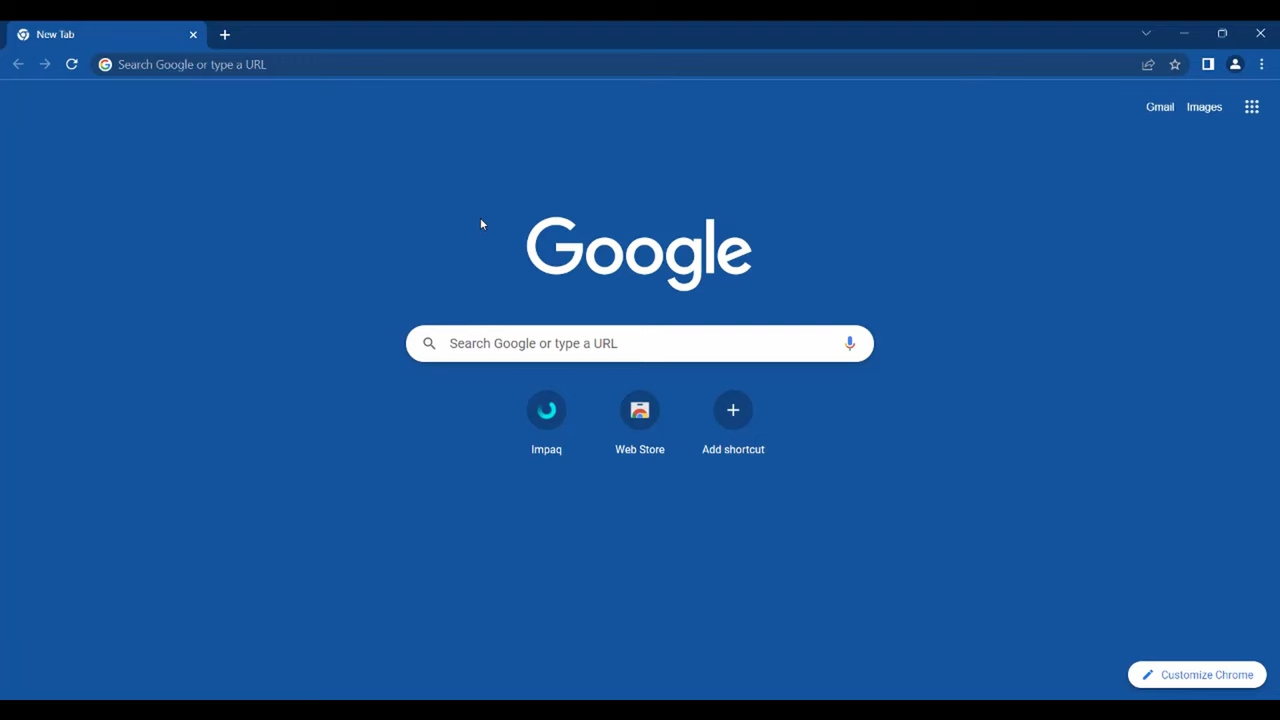 New Tab
Search Google or type a URL
Gmail Images
Google
Search Google or type a URL
Impaq Web Store Add shortcut
Customize Chrome